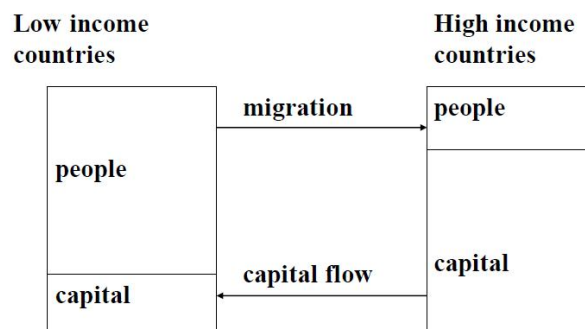 Low income
countries
High income
countries
migration
people
people
capital flow
capital
capital